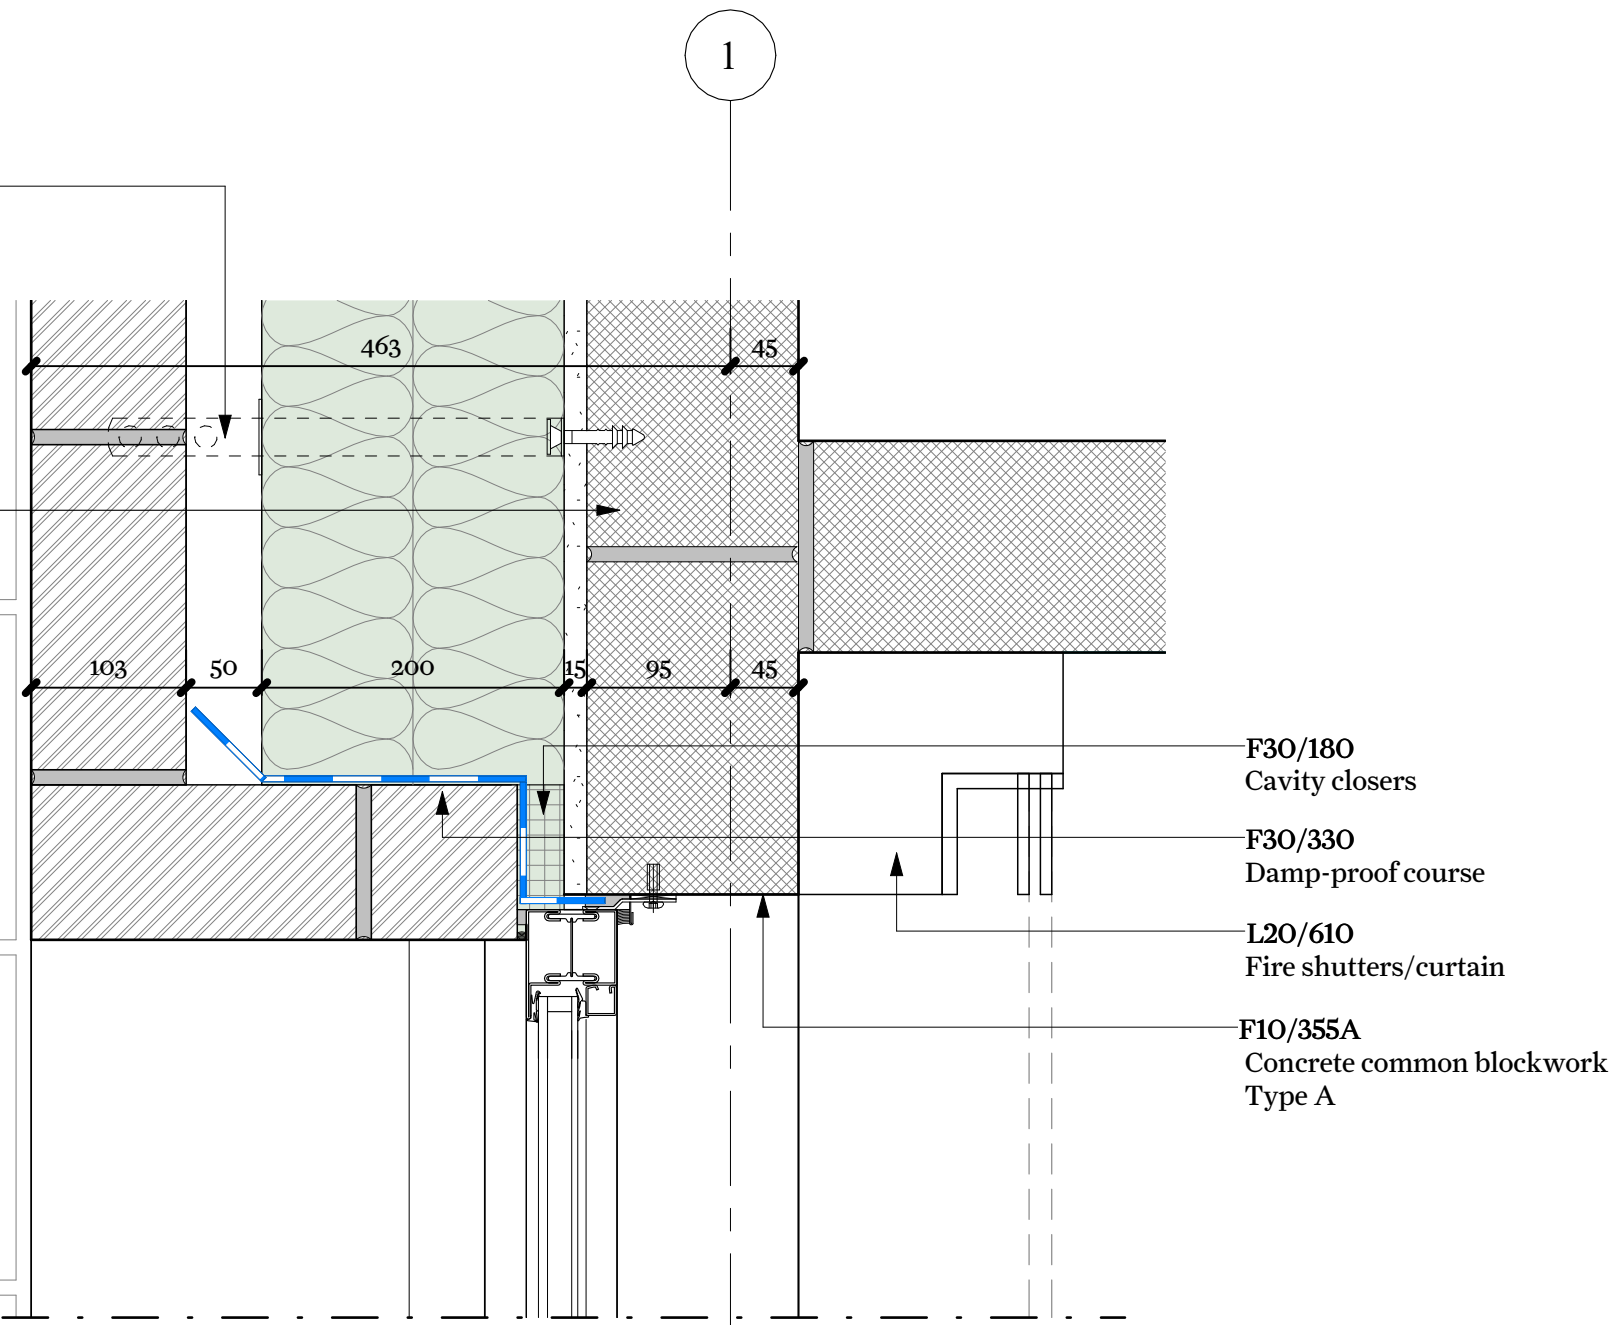 1
463
45
103
50
200
15
95
45
F30/180
Cavity closers
F30/330
Damp-proof course
L20/610
Fire shutters/curtain
F10/355A
Concrete common blockwork
Type A